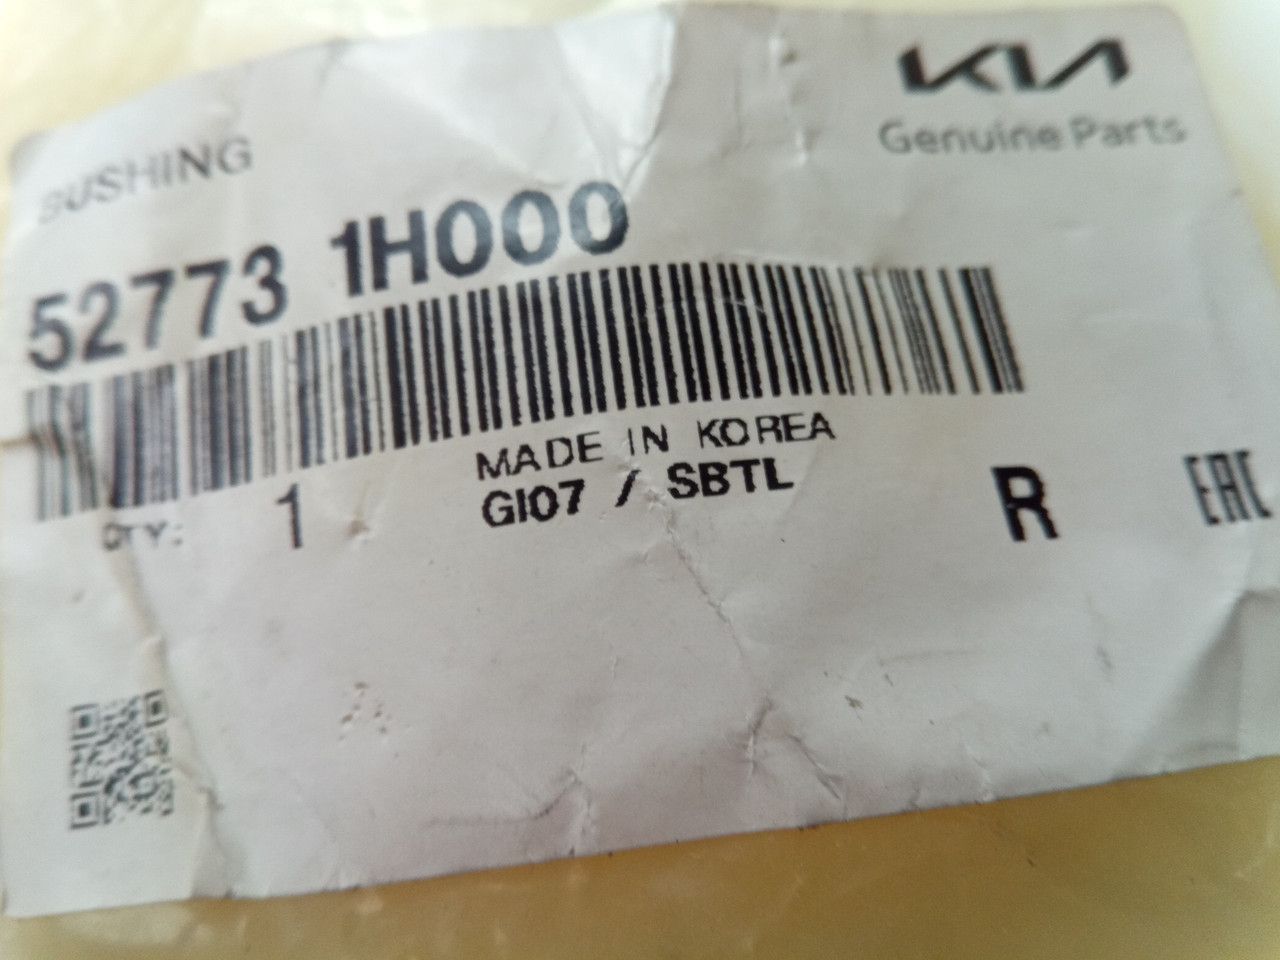 KIA
Genuine Parts
BUSHING
52773 1H000
MADE IN KOREA
QTY: 1
GI07 / SBTL
R
EAC